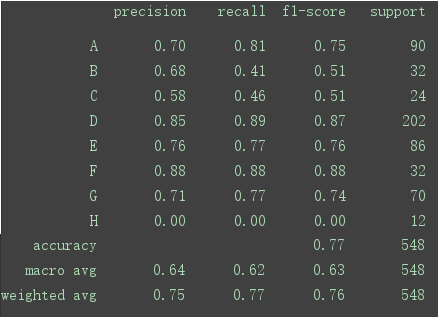 precision recall f1-score support
A 0.70 0.81 0.75 90
B 0.68 0.41 0.51 32
C 0.58 0.46 0.51 24
D 0.85 0.89 0.87 202
E 0.76 0.77 0.76 86
F 0.88 0.88 0.88 32
G 0.71 0.77 0.74 70
H 0.00 0.00 0.00 12
accuracy 0.77 548
macro avg 0.64 0.62 0.63 548
weighted avg 0.75 0.77 0.76 548